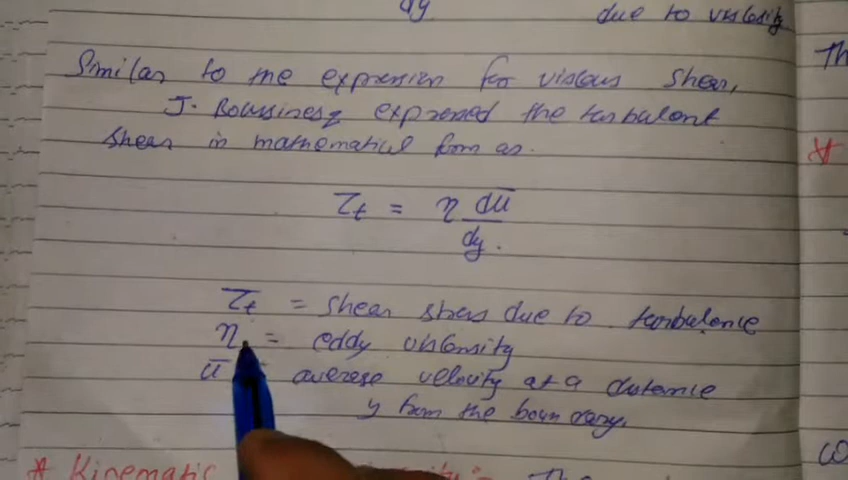 dy due to viscosity
Similar to the expression for viscous shear,
J. Boussinesq expressed the turbulent
shear in mathematical form as.
τt = η dū
dy.
τt = shear stress due to turbulence
η = eddy viscosity
ū average velocity at a distance
y from the boundary.
* Kinematic